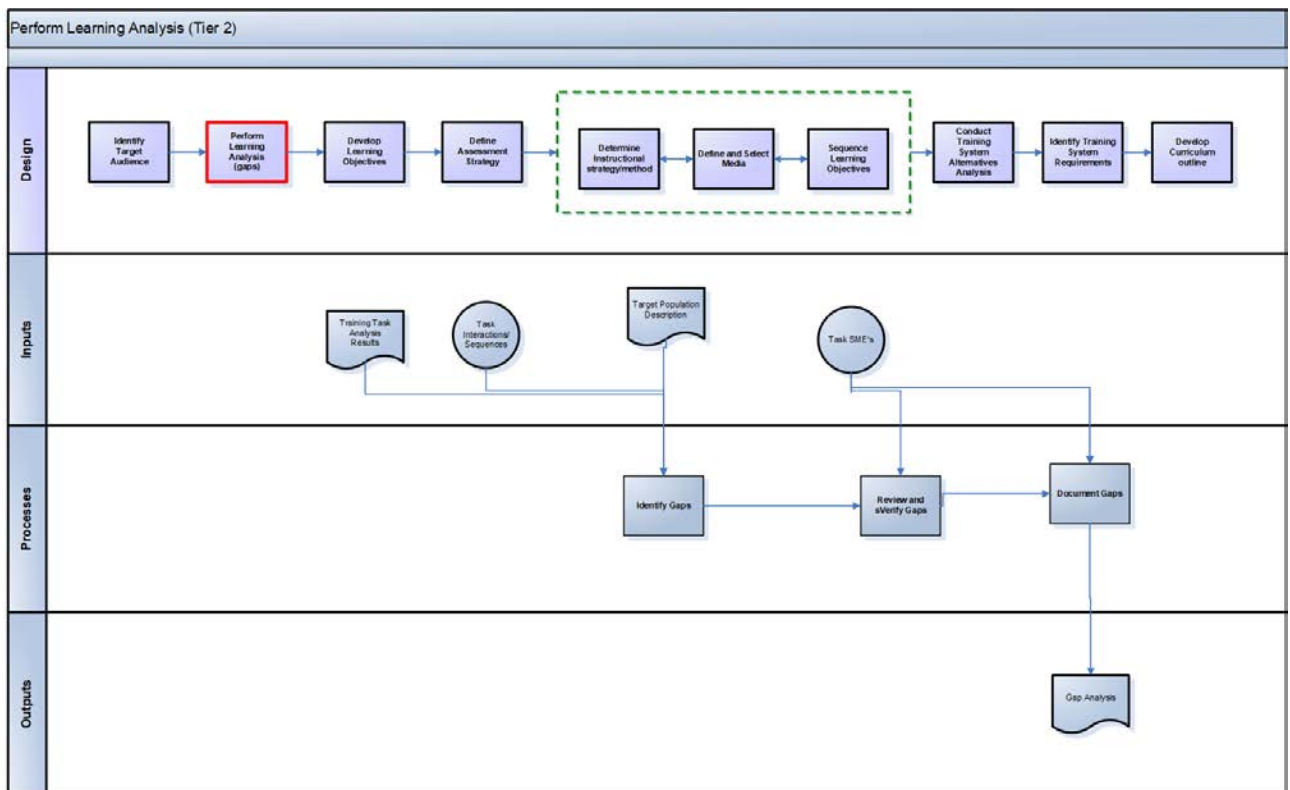 Perform Learning Analysis (Tier 2)
Design
Identify
Target
Audience
Perform
Learning
Analysis
(gaps)
Develop
Learning
Objectives
Define
Assessment
Strategy
Determine
Instructional
strategy/method
Define and Select
Media
Sequence
Learning
Objectives
Conduct
Training
System
Alternatives
Analysis
Identify Training
System
Requirements
Develop
Curriculum
outline
Inputs
Training Task
Analysis
Results
Task
Interactions/
Sequences
Target Population
Description
Task SME's
Processes
Identify Gaps
Review and
sVerify Gaps
Document Gaps
Outputs
Gap Analysis